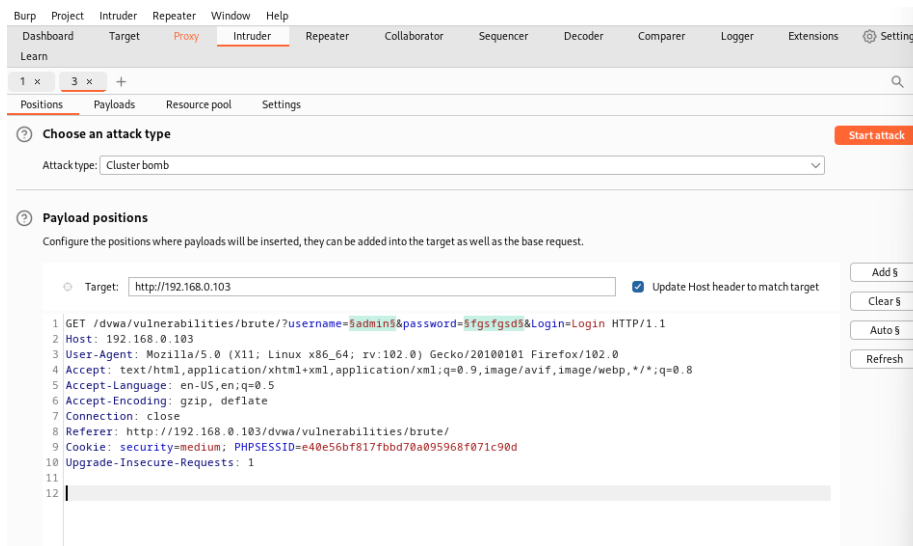 Burp Project Intruder Repeater Window Help
Dashboard Target Proxy Intruder Repeater Collaborator Sequencer Decoder Comparer Logger Extensions Setting
Learn
1 × 3 × +
Positions Payloads Resource pool Settings
? Choose an attack type
Start attack
Attack type: Cluster bomb
? Payload positions
Configure the positions where payloads will be inserted, they can be added into the target as well as the base request.
Add §
Target: http://192.168.0.103 Update Host header to match target
Clear §
1 GET /dvwa/vulnerabilities/brute/?username=§admin§&password=§fgsfgsd§&Login=Login HTTP/1.1
Auto §
2 Host: 192.168.0.103
3 User-Agent: Mozilla/5.0 (X11; Linux x86_64; rv:102.0) Gecko/20100101 Firefox/102.0
Refresh
4 Accept: text/html,application/xhtml+xml,application/xml;q=0.9,image/avif,image/webp,*/*;q=0.8
5 Accept-Language: en-US,en;q=0.5
6 Accept-Encoding: gzip, deflate
7 Connection: close
8 Referer: http://192.168.0.103/dvwa/vulnerabilities/brute/
9 Cookie: security=medium; PHPSESSID=e40e56bf817fbbd70a095968f071c90d
10 Upgrade-Insecure-Requests: 1
11
12